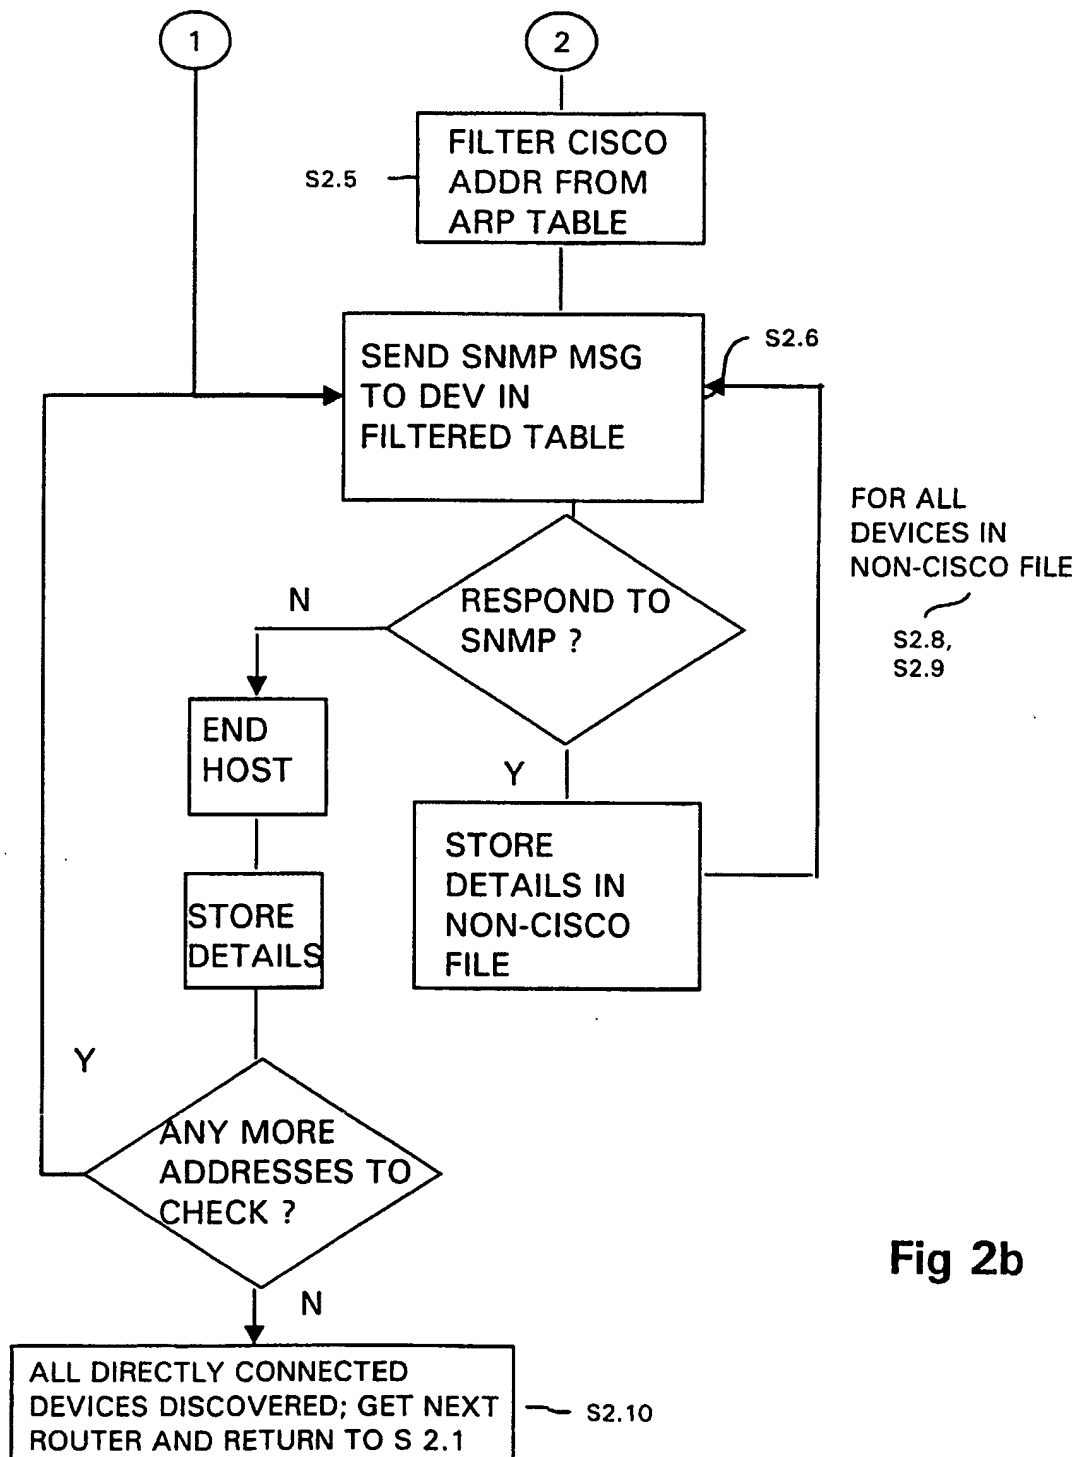 1
2
FILTER CISCO
ADDR FROM
ARP TABLE
S2.5
SEND SNMP MSG
TO DEV IN
FILTERED TABLE
S2.6
FOR ALL
DEVICES IN
NON-CISCO FILE
S2.8,
S2.9
RESPOND TO
SNMP ?
N
END
HOST
Y
STORE
DETAILS IN
NON-CISCO
FILE
STORE
DETAILS
Y
ANY MORE
ADDRESSES TO
CHECK ?
N
Fig 2b
ALL DIRECTLY CONNECTED
DEVICES DISCOVERED; GET NEXT
ROUTER AND RETURN TO S 2.1
S2.10